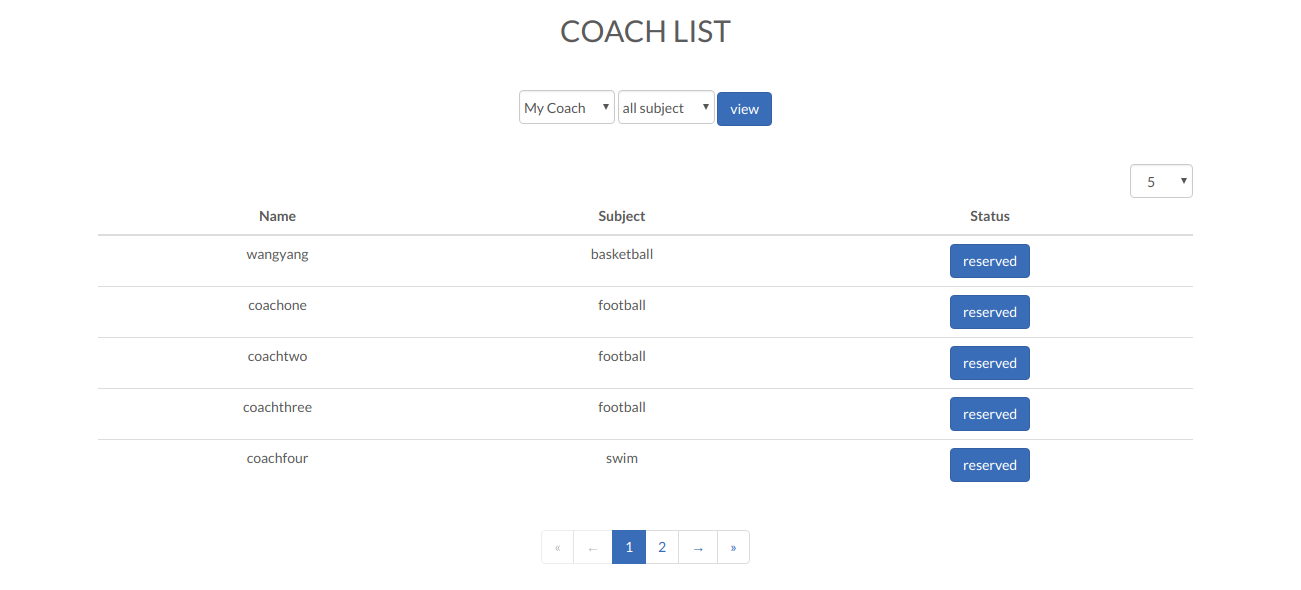 COACH LIST
My Coach ▼ all subject ▼ view
5 ▼
Name Subject Status
wangyang basketball reserved
coachone football reserved
coachtwo football reserved
coachthree football reserved
coachfour swim reserved
« ← 1 2 → »